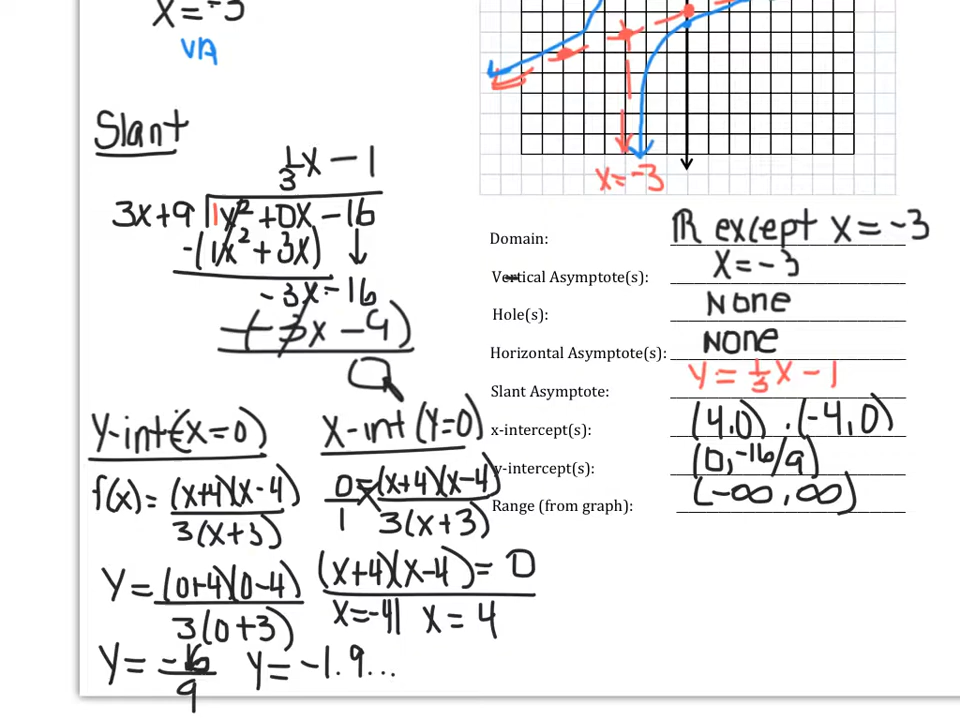 x=-3
VA
x=-3
Slant
1/3 x - 1
3x+9 1x² +0x -16
-(1x² + 3x)
-3x - 16
-(-3x - 9)
Domain: ℝ except x = -3
Vertical Asymptote(s): x = -3
Hole(s): None
Horizontal Asymptote(s): None
Slant Asymptote: y = 1/3 x - 1
x-intercept(s): (4,0) . (-4,0)
y-intercept(s): (0, -16/9)
Range (from graph): (-∞, ∞)
y-int (x=0)
f(x) = (x+4)(x-4) / 3(x+3)
y = (0+4)(0-4) / 3(0+3)
y = -16/9 y = -1.9...
x-int (y=0)
0/1 = (x+4)(x-4) / 3(x+3)
(x+4)(x-4) = 0
x=-4| x = 4